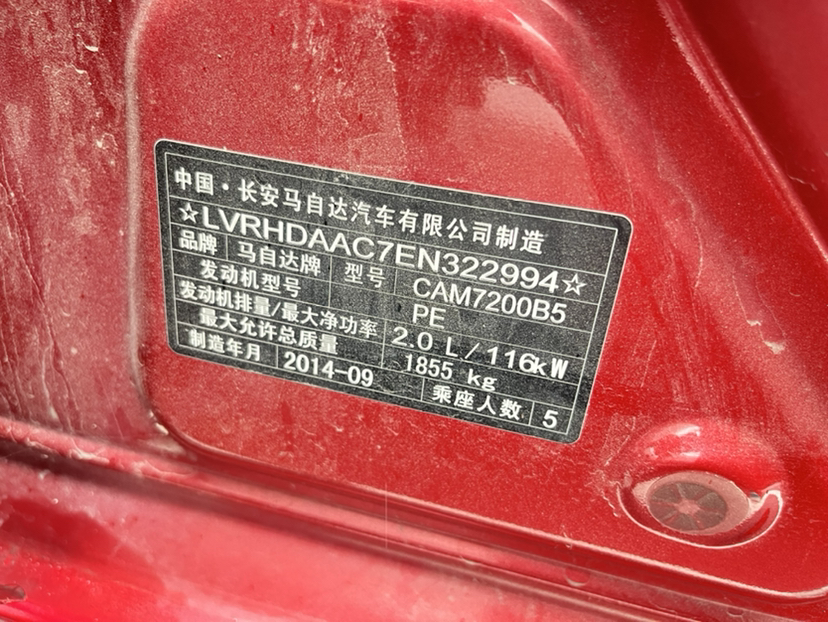 中国·长安马自达汽车有限公司制造
☆LVRHDAAC7EN322994☆
品牌 马自达牌 型号 CAM7200B5
发动机型号 PE
发动机排量/最大净功率 2.0 L/116kW
最大允许总质量 1855 kg
制造年月 2014-09 乘座人数 5